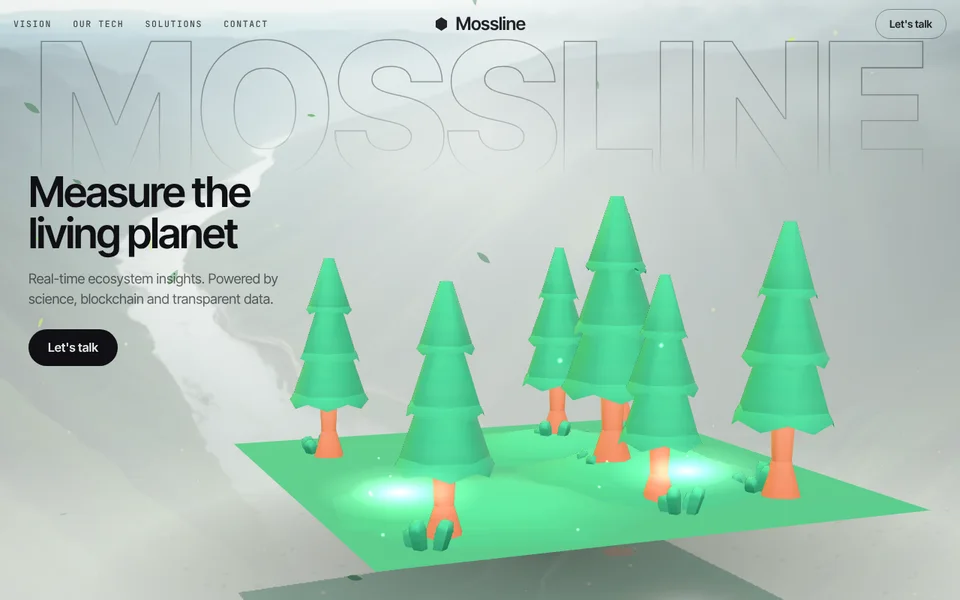 VISION OUR TECH SOLUTIONS CONTACT
Mossline
Let's talk
MOSSLINE
Measure the
living planet
Real-time ecosystem insights. Powered by
science, blockchain and transparent data.
Let's talk